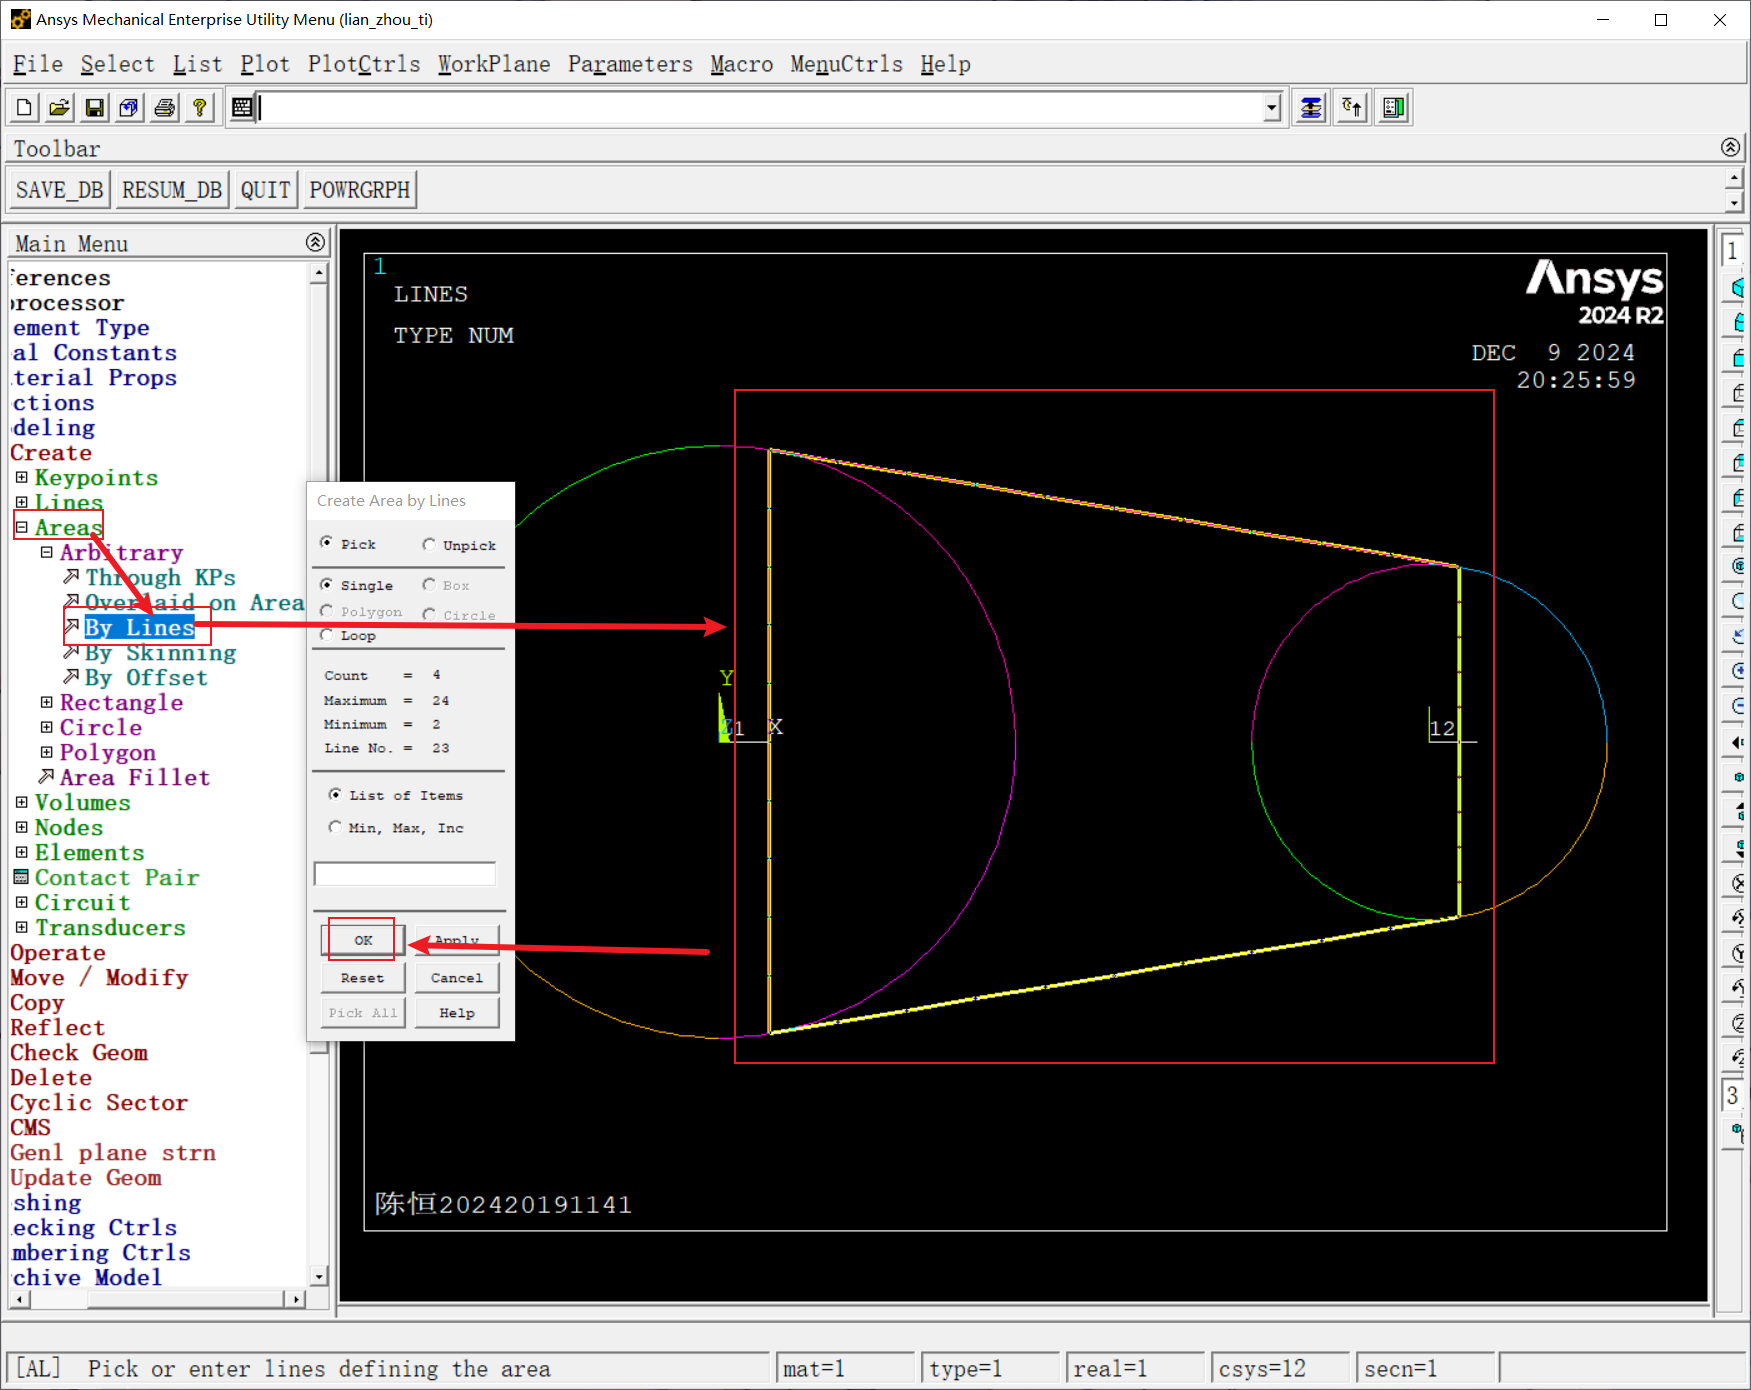 Ansys Mechanical Enterprise Utility Menu (lian_zhou_ti)
File Select List Plot PlotCtrls WorkPlane Parameters Macro MenuCtrls Help
Toolbar
SAVE_DB RESUM_DB QUIT POWRGRPH
Main Menu
ferences
processor
ement Type
al Constants
terial Props
ctions
deling
Create
Keypoints
Lines
Areas
Arbitrary
Through KPs
Overlaid on Area
By Lines
By Skinning
By Offset
Rectangle
Circle
Polygon
Area Fillet
Volumes
Nodes
Elements
Contact Pair
Circuit
Transducers
Operate
Move / Modify
Copy
Reflect
Check Geom
Delete
Cyclic Sector
CMS
Genl plane strn
Update Geom
shing
ecking Ctrls
mbering Ctrls
rchive Model
Create Area by Lines
Pick Unpick
Single Box
Polygon Circle
Loop
Count = 4
Maximum = 24
Minimum = 2
Line No. = 23
List of Items
Min, Max, Inc
OK Apply
Reset Cancel
Pick All Help
1
LINES
TYPE NUM
Ansys
2024 R2
DEC 9 2024
20:25:59
Y
Z 1 X
12
陈恒202420191141
1
3
[AL] Pick or enter lines defining the area
mat=1 type=1 real=1 csys=12 secn=1